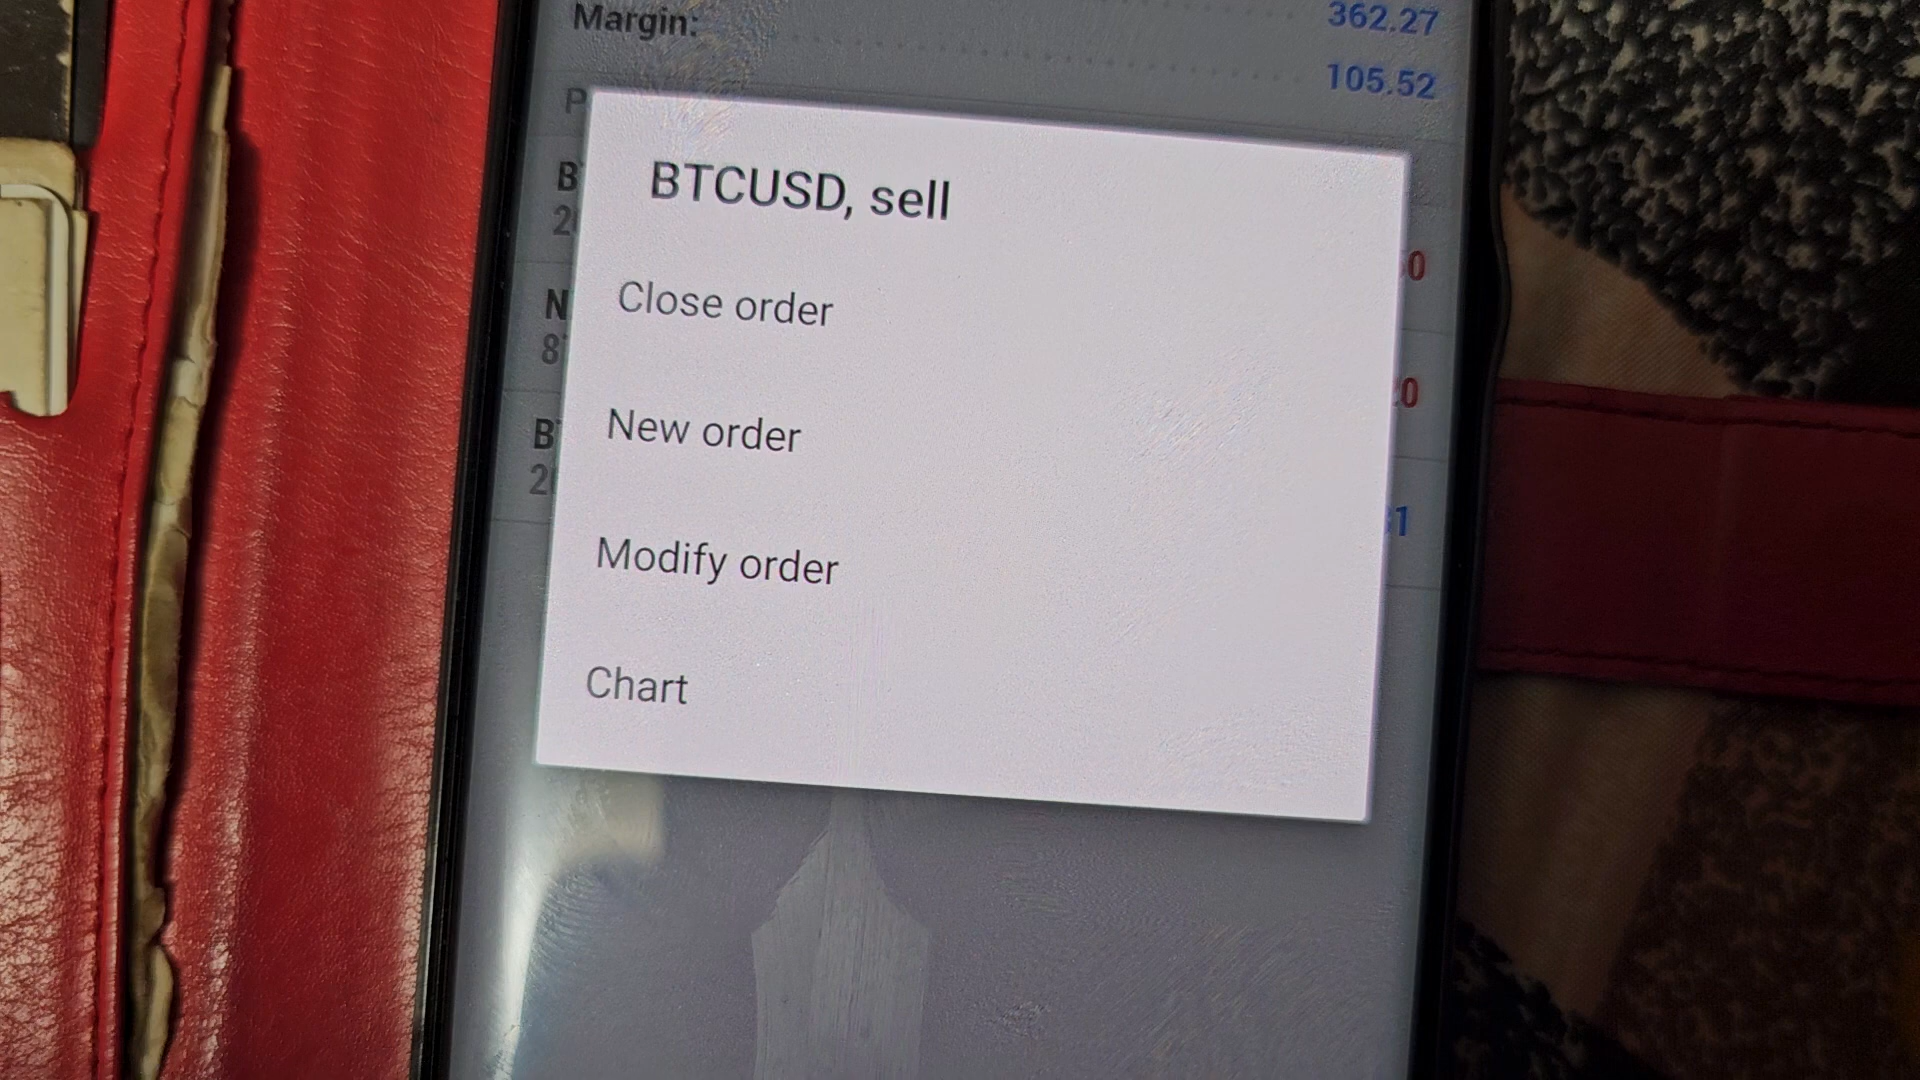 Margin: 362.27
105.52
BTCUSD, sell
Close order
New order
Modify order
Chart